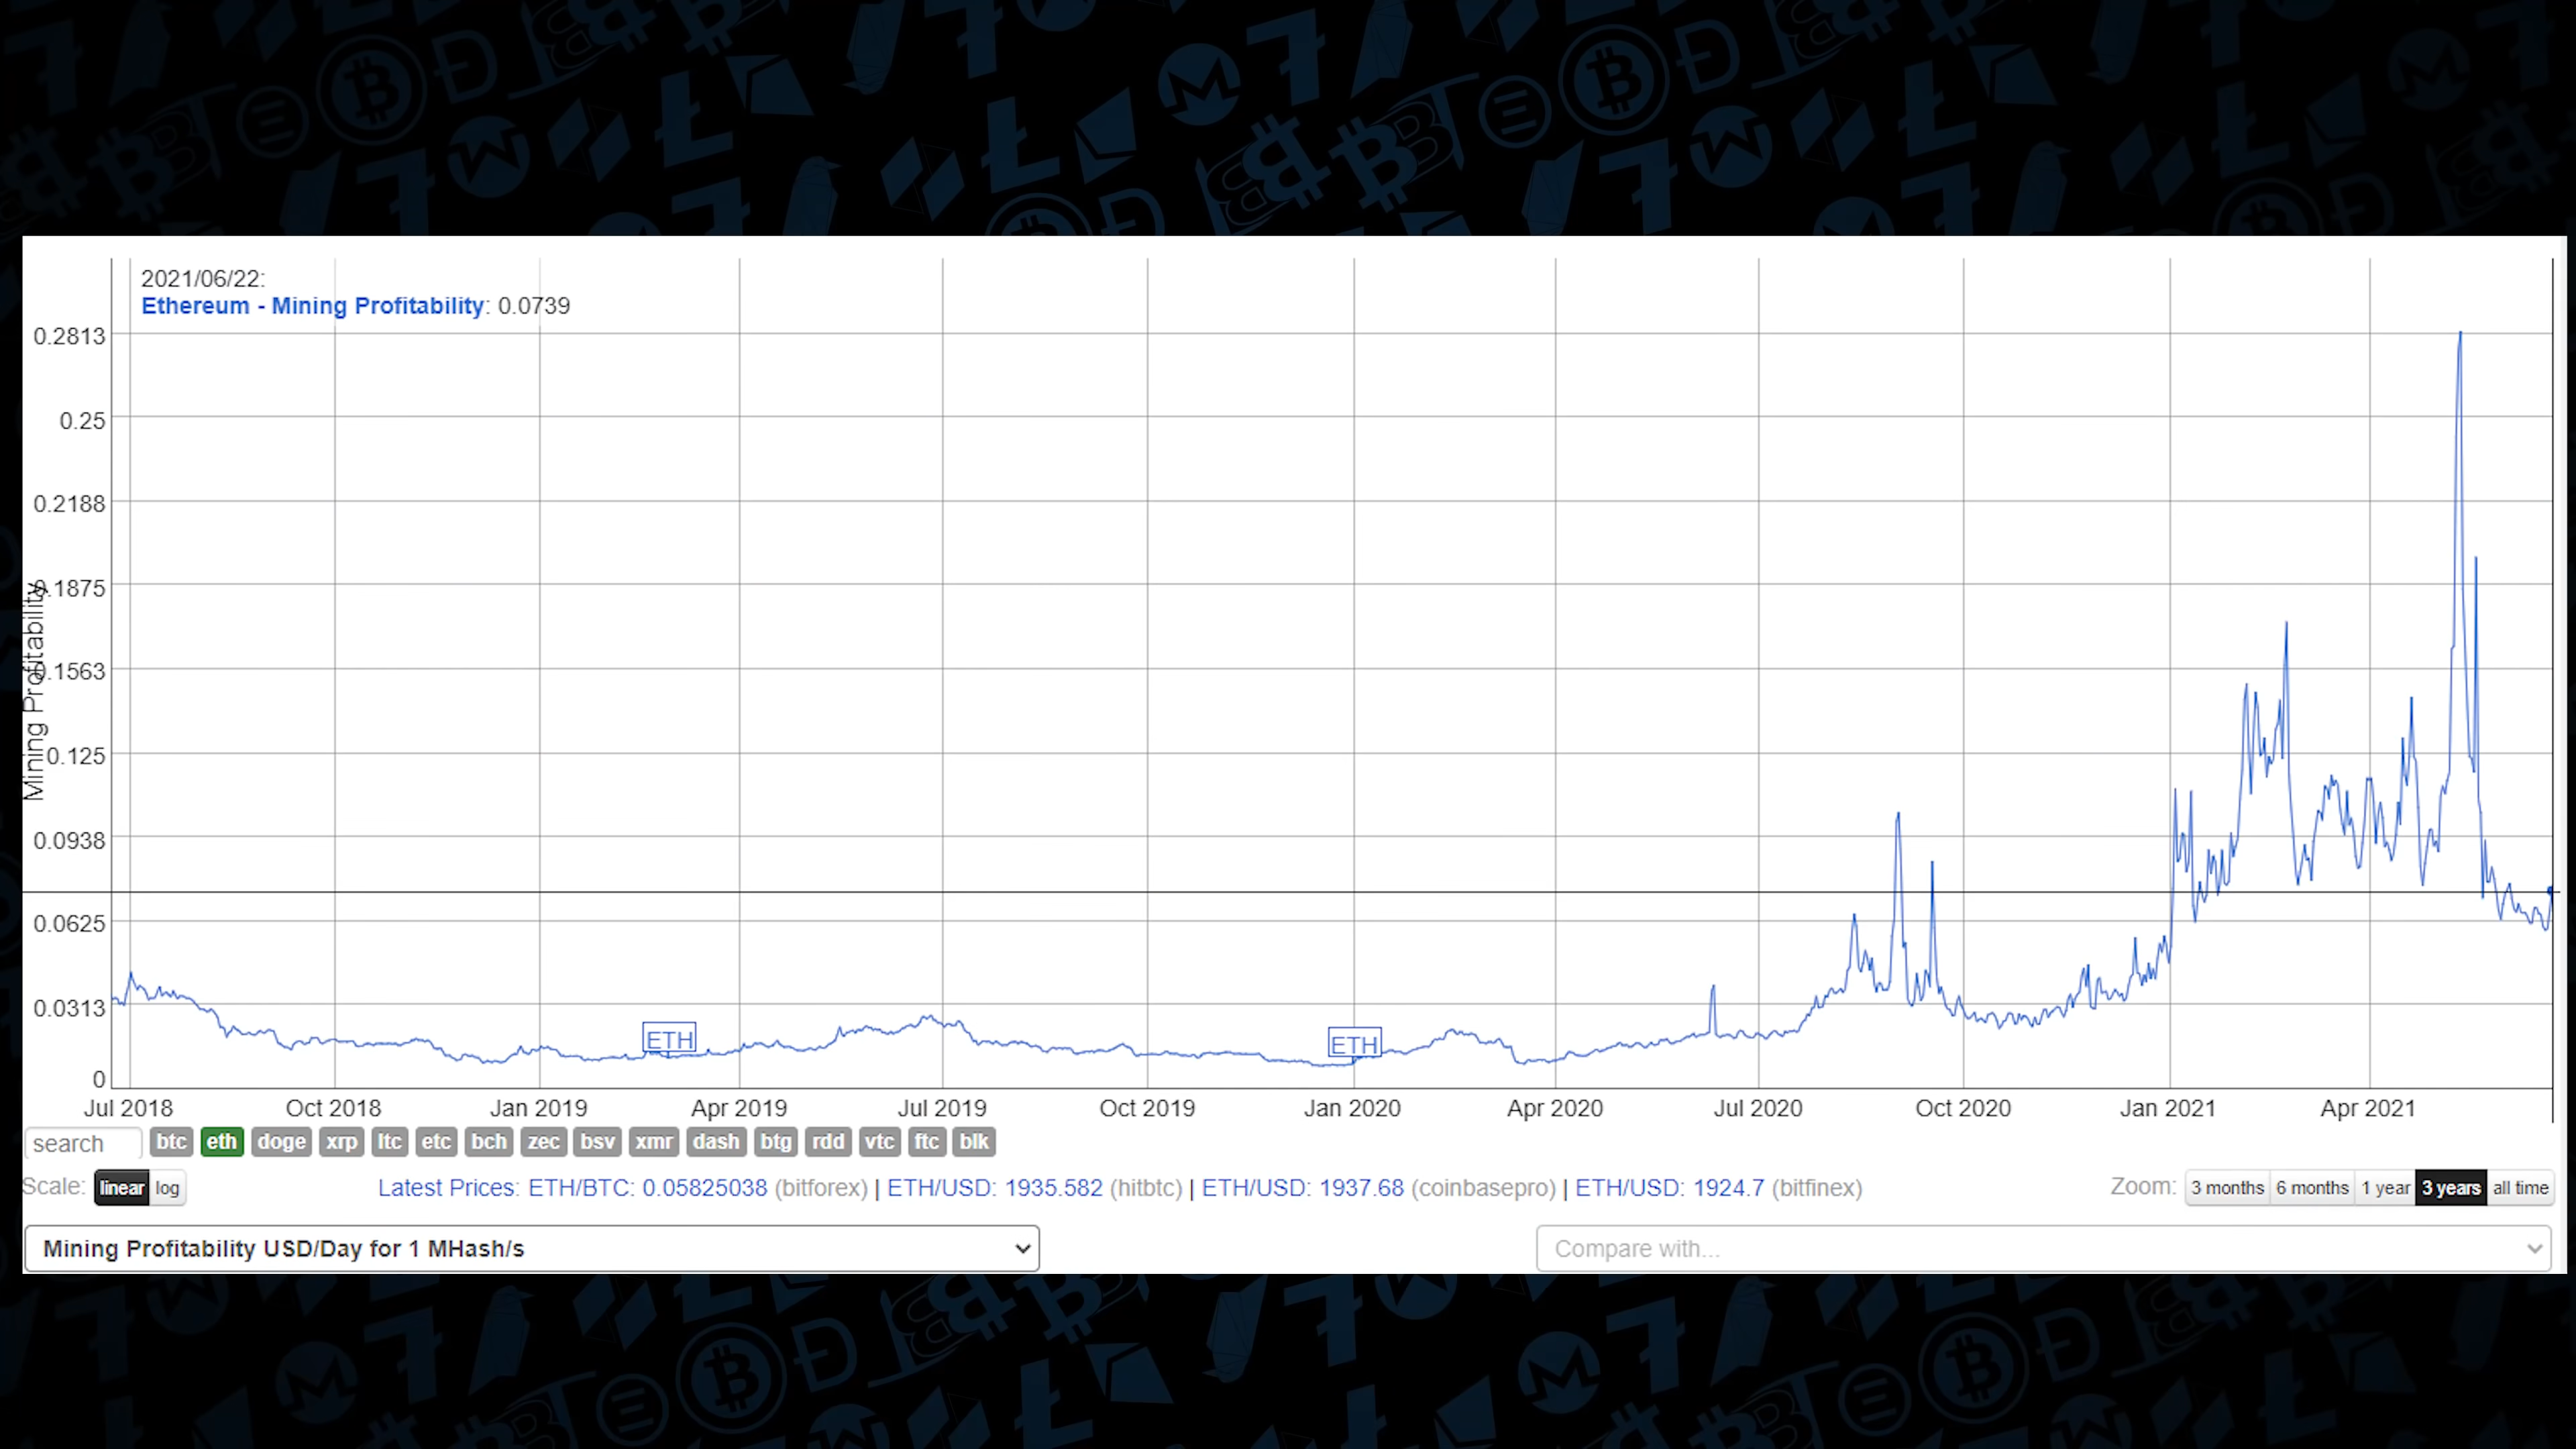 2021/06/22:
Ethereum - Mining Profitability: 0.0739
0.2813
0.25
0.2188
0.1875
0.1563
0.125
0.0938
0.0625
0.0313
0
Mining Profitability
ETH
ETH
Jul 2018 Oct 2018 Jan 2019 Apr 2019 Jul 2019 Oct 2019 Jan 2020 Apr 2020 Jul 2020 Oct 2020 Jan 2021 Apr 2021
search btc eth doge xrp ltc etc bch zec bsv xmr dash btg rdd vtc ftc blk
Scale: linear log Latest Prices: ETH/BTC: 0.05825038 (bitforex) | ETH/USD: 1935.582 (hitbtc) | ETH/USD: 1937.68 (coinbasepro) | ETH/USD: 1924.7 (bitfinex) Zoom: 3 months 6 months 1 year 3 years all time
Mining Profitability USD/Day for 1 MHash/s Compare with...